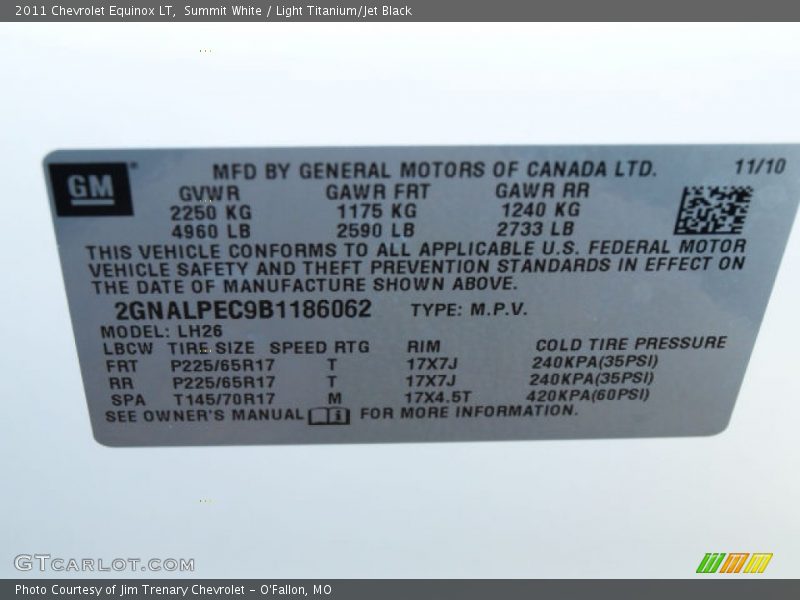 2011 Chevrolet Equinox LT,  Summit White / Light Titanium/Jet Black
GM
MFD BY GENERAL MOTORS OF CANADA LTD. 11/10
GVWR GAWR FRT GAWR RR
2250 KG 1175 KG 1240 KG
4960 LB 2590 LB 2733 LB
THIS VEHICLE CONFORMS TO ALL APPLICABLE U.S. FEDERAL MOTOR
VEHICLE SAFETY AND THEFT PREVENTION STANDARDS IN EFFECT ON
THE DATE OF MANUFACTURE SHOWN ABOVE.
2GNALPEC9B1186062 TYPE: M.P.V.
MODEL: LH26
LBCW TIRE SIZE SPEED RTG RIM COLD TIRE PRESSURE
FRT P225/65R17 T 17X7J 240KPA(35PSI)
RR P225/65R17 T 17X7J 240KPA(35PSI)
SPA T145/70R17 M 17X4.5T 420KPA(60PSI)
SEE OWNER'S MANUAL i FOR MORE INFORMATION.
GTCARLOT.COM
Photo Courtesy of Jim Trenary Chevrolet - O'Fallon, MO